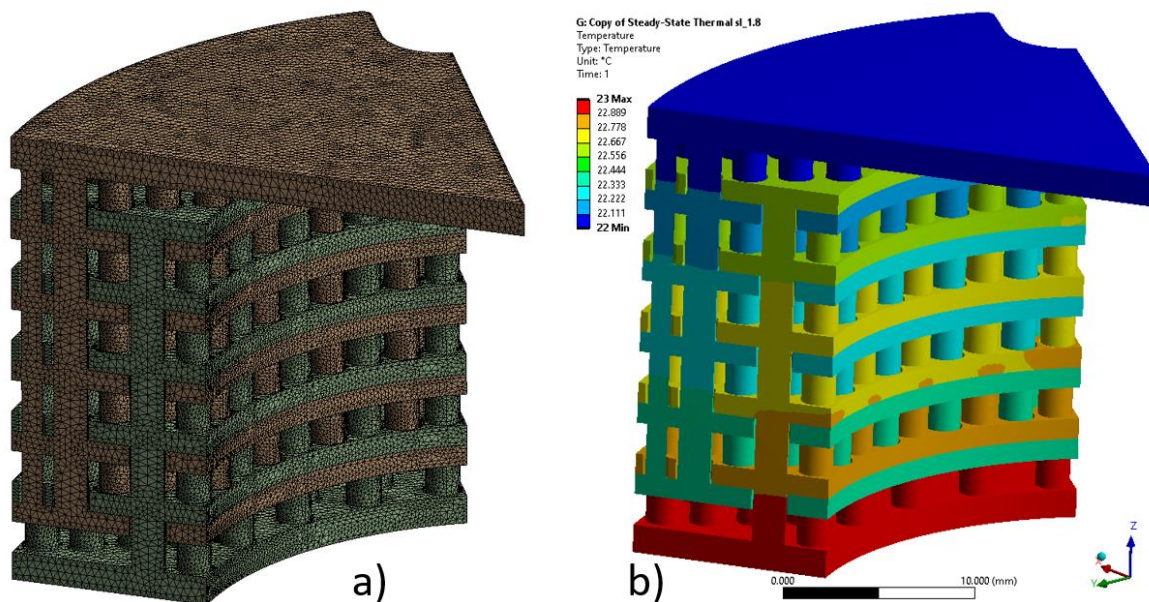 G: Copy of Steady-State Thermal sl_1.8
Temperature
Type: Temperature
Unit: °C
Time: 1
23 Max
22.889
22.778
22.667
22.556
22.444
22.333
22.222
22.111
22 Min
a)
b)
0.000
10.000 (mm)
Z
X
Y